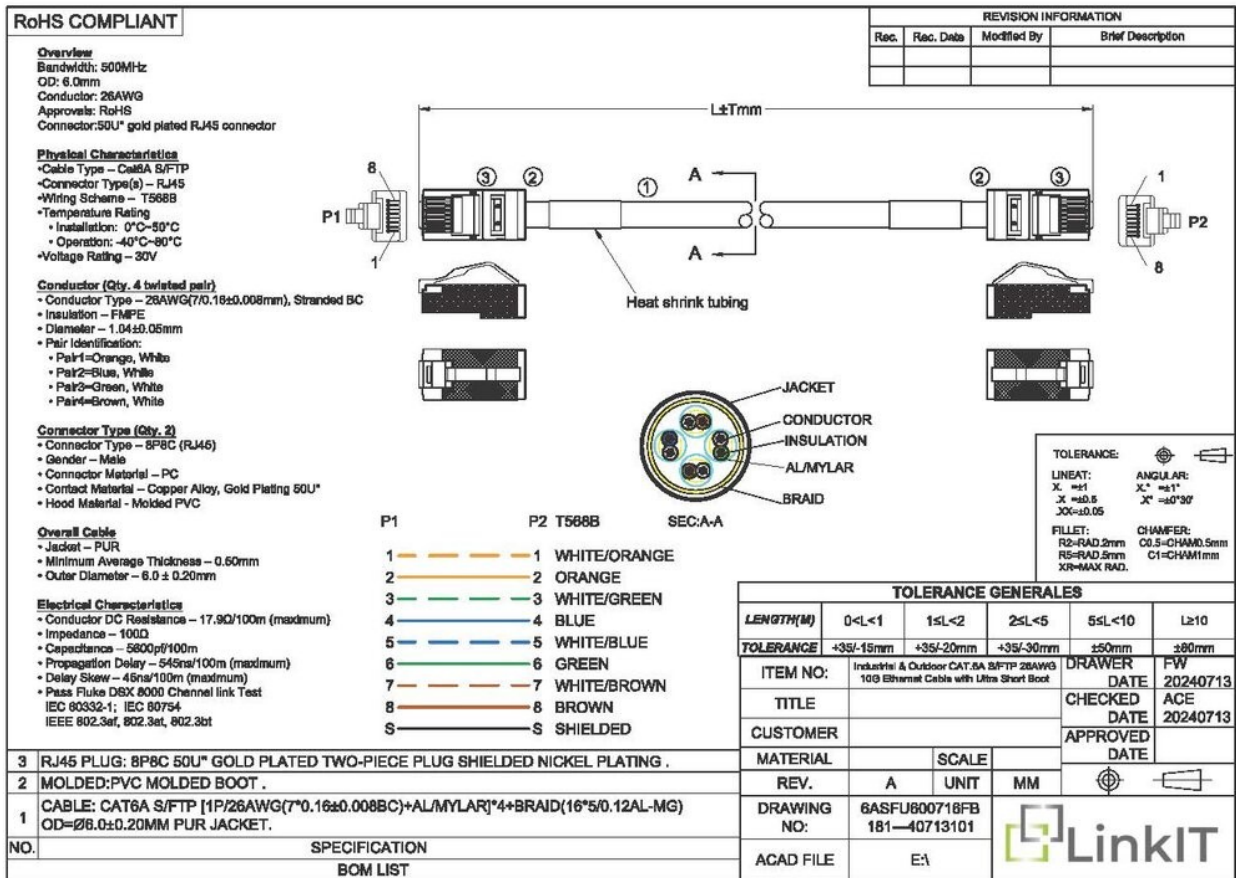 RoHS COMPLIANT
Overview
Bandwidth: 500MHz
OD: 6.0mm
Conductor: 26AWG
Approvals: RoHS
Connector:50U" gold plated RJ45 connector
Physical Characteristics
•Cable Type – Cat6A S/FTP
•Connector Type(s) – RJ45
•Wiring Scheme – T568B
•Temperature Rating
• Installation: 0°C~50°C
• Operation: -40°C~80°C
•Voltage Rating – 30V
Conductor (Qty. 4 twisted pair)
• Conductor Type – 26AWG(7/0.16±0.008mm), Stranded BC
• Insulation – FMPE
• Diameter – 1.04±0.05mm
• Pair Identification:
• Pair1=Orange, White
• Pair2=Blue, White
• Pair3=Green, White
• Pair4=Brown, White
Connector Type (Qty. 2)
• Connector Type – 8P8C (RJ45)
• Gender – Male
• Connector Material – PC
• Contact Material – Copper Alloy, Gold Plating 50U"
• Hood Material - Molded PVC
Overall Cable
• Jacket – PUR
• Minimum Average Thickness – 0.50mm
• Outer Diameter – 6.0 ± 0.20mm
Electrical Characteristics
• Conductor DC Resistance – 17.9Ω/100m (maximum)
• Impedance – 100Ω
• Capacitance – 5600pf/100m
• Propagation Delay – 545ns/100m (maximum)
• Delay Skew – 45ns/100m (maximum)
• Pass Fluke DSX 8000 Channel link Test
IEC 60332-1; IEC 60754
IEEE 802.3af, 802.3at, 802.3bt
REVISION INFORMATION
Rec. Rec. Date Modified By Brief Description
L±Tmm
8
P1
1
3 2 1 A 2 3
A
1
P2
8
Heat shrink tubing
JACKET
CONDUCTOR
INSULATION
AL/MYLAR
BRAID
SEC:A-A
P1 P2 T568B
1 1 WHITE/ORANGE
2 2 ORANGE
3 3 WHITE/GREEN
4 4 BLUE
5 5 WHITE/BLUE
6 6 GREEN
7 7 WHITE/BROWN
8 8 BROWN
S S SHIELDED
TOLERANCE:
LINEAT: ANGULAR:
X. =±1 X.° =±1°
.X =±0.5 .X° =±0°30'
.XX=±0.05
FILLET: CHAMFER:
R2=RAD.2mm C0.5=CHAM0.5mm
R5=RAD.5mm C1=CHAM1mm
XR=MAX RAD.
TOLERANCE GENERALES
LENGTH(M) 0<L<1 1≤L<2 2≤L<5 5≤L<10 L≥10
TOLERANCE +35/-15mm +35/-20mm +35/-30mm ±50mm ±80mm
ITEM NO: Industrial & Outdoor CAT.6A S/FTP 26AWG
10G Ethernet Cable with Ultra Short Boot
DRAWER FW
DATE 20240713
TITLE
CHECKED ACE
DATE 20240713
CUSTOMER
APPROVED
DATE
MATERIAL SCALE
REV. A UNIT MM
DRAWING NO: 6ASFU600716FB
181—40713101
ACAD FILE E:\
LinkIT
3 RJ45 PLUG: 8P8C 50U" GOLD PLATED TWO-PIECE PLUG SHIELDED NICKEL PLATING .
2 MOLDED:PVC MOLDED BOOT .
1 CABLE: CAT6A S/FTP [1P/26AWG(7*0.16±0.008BC)+AL/MYLAR]*4+BRAID(16*5/0.12AL-MG)
OD=Ø6.0±0.20MM PUR JACKET.
NO. SPECIFICATION
BOM LIST